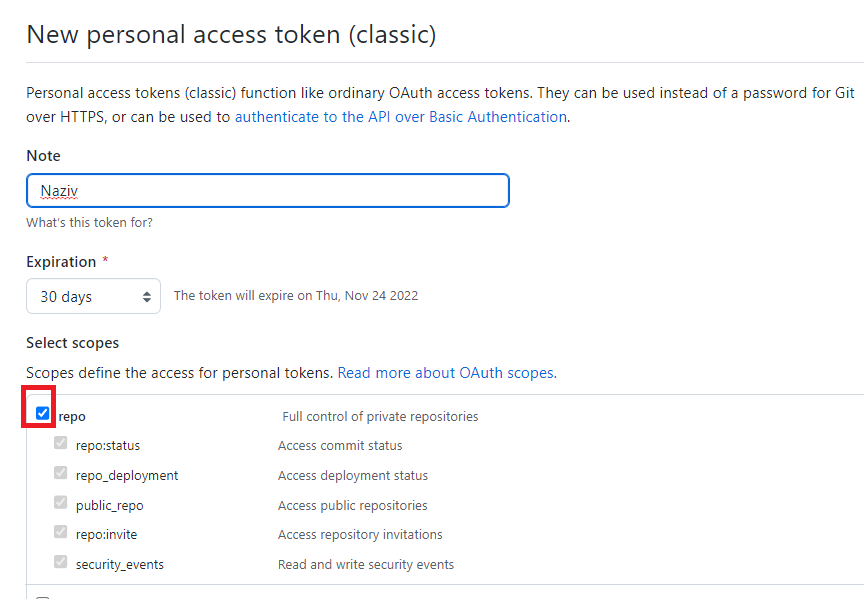 New personal access token (classic)
Personal access tokens (classic) function like ordinary OAuth access tokens. They can be used instead of a password for Git
over HTTPS, or can be used to authenticate to the API over Basic Authentication.
Note
Naziv
What's this token for?
Expiration *
30 days The token will expire on Thu, Nov 24 2022
Select scopes
Scopes define the access for personal tokens. Read more about OAuth scopes.
repo Full control of private repositories
repo:status Access commit status
repo_deployment Access deployment status
public_repo Access public repositories
repo:invite Access repository invitations
security_events Read and write security events